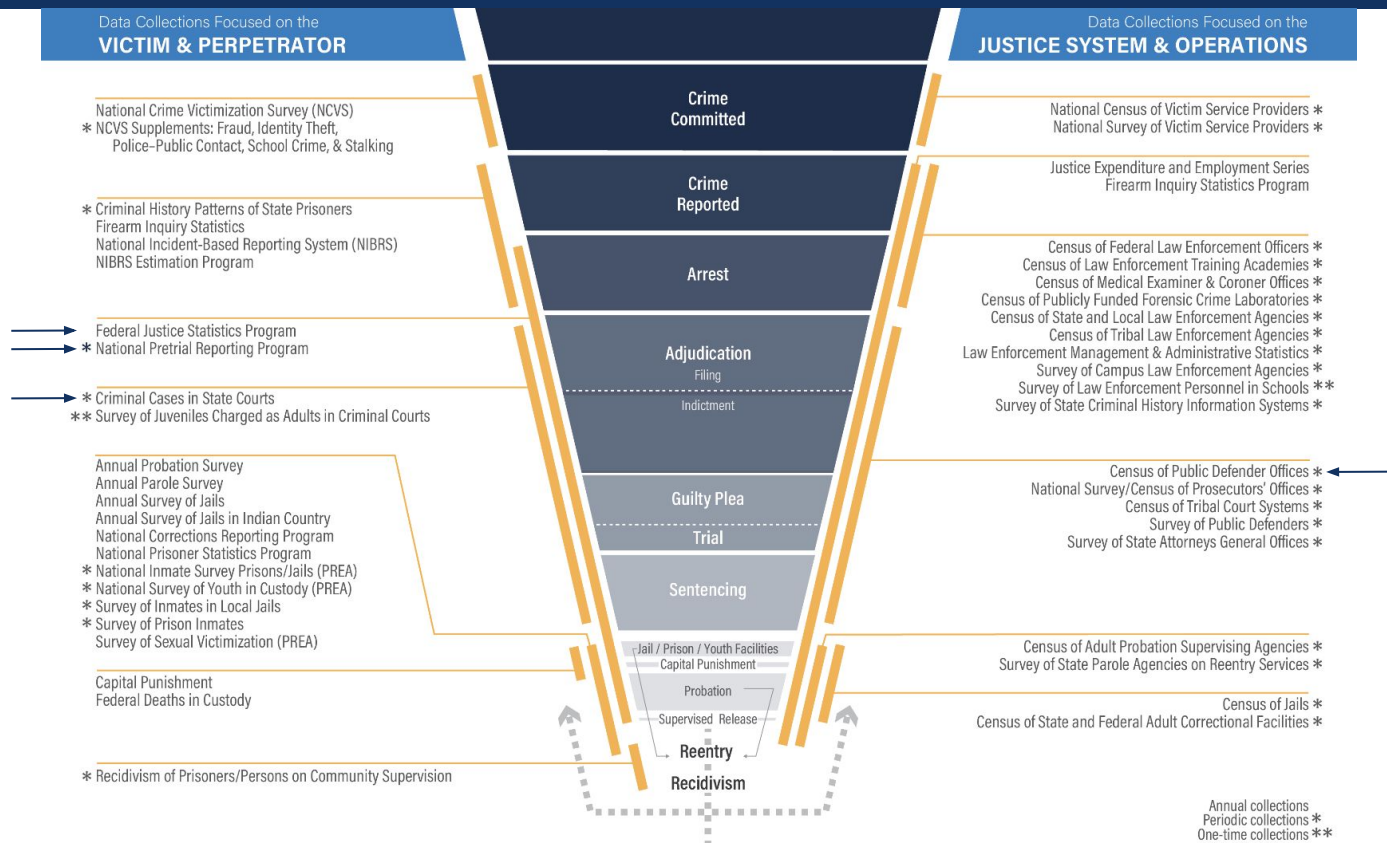 Data Collections Focused on the
VICTIM & PERPETRATOR
National Crime Victimization Survey (NCVS)
* NCVS Supplements: Fraud, Identity Theft,
Police–Public Contact, School Crime, & Stalking
* Criminal History Patterns of State Prisoners
Firearm Inquiry Statistics
National Incident-Based Reporting System (NIBRS)
NIBRS Estimation Program
Federal Justice Statistics Program
* National Pretrial Reporting Program
* Criminal Cases in State Courts
** Survey of Juveniles Charged as Adults in Criminal Courts
Annual Probation Survey
Annual Parole Survey
Annual Survey of Jails
Annual Survey of Jails in Indian Country
National Corrections Reporting Program
National Prisoner Statistics Program
* National Inmate Survey Prisons/Jails (PREA)
* National Survey of Youth in Custody (PREA)
* Survey of Inmates in Local Jails
* Survey of Prison Inmates
Survey of Sexual Victimization (PREA)
Capital Punishment
Federal Deaths in Custody
* Recidivism of Prisoners/Persons on Community Supervision
Crime
Committed
Crime
Reported
Arrest
Adjudication
Filing
Indictment
Guilty Plea
Trial
Sentencing
Jail / Prison / Youth Facilities
Capital Punishment
Probation
Supervised Release
Reentry
Recidivism
Data Collections Focused on the
JUSTICE SYSTEM & OPERATIONS
National Census of Victim Service Providers *
National Survey of Victim Service Providers *
Justice Expenditure and Employment Series
Firearm Inquiry Statistics Program
Census of Federal Law Enforcement Officers *
Census of Law Enforcement Training Academies *
Census of Medical Examiner & Coroner Offices *
Census of Publicly Funded Forensic Crime Laboratories *
Census of State and Local Law Enforcement Agencies *
Census of Tribal Law Enforcement Agencies *
Law Enforcement Management & Administrative Statistics *
Survey of Campus Law Enforcement Agencies *
Survey of Law Enforcement Personnel in Schools **
Survey of State Criminal History Information Systems *
Census of Public Defender Offices *
National Survey/Census of Prosecutors' Offices *
Census of Tribal Court Systems *
Survey of Public Defenders *
Survey of State Attorneys General Offices *
Census of Adult Probation Supervising Agencies *
Survey of State Parole Agencies on Reentry Services *
Census of Jails *
Census of State and Federal Adult Correctional Facilities *
Annual collections
Periodic collections *
One-time collections **